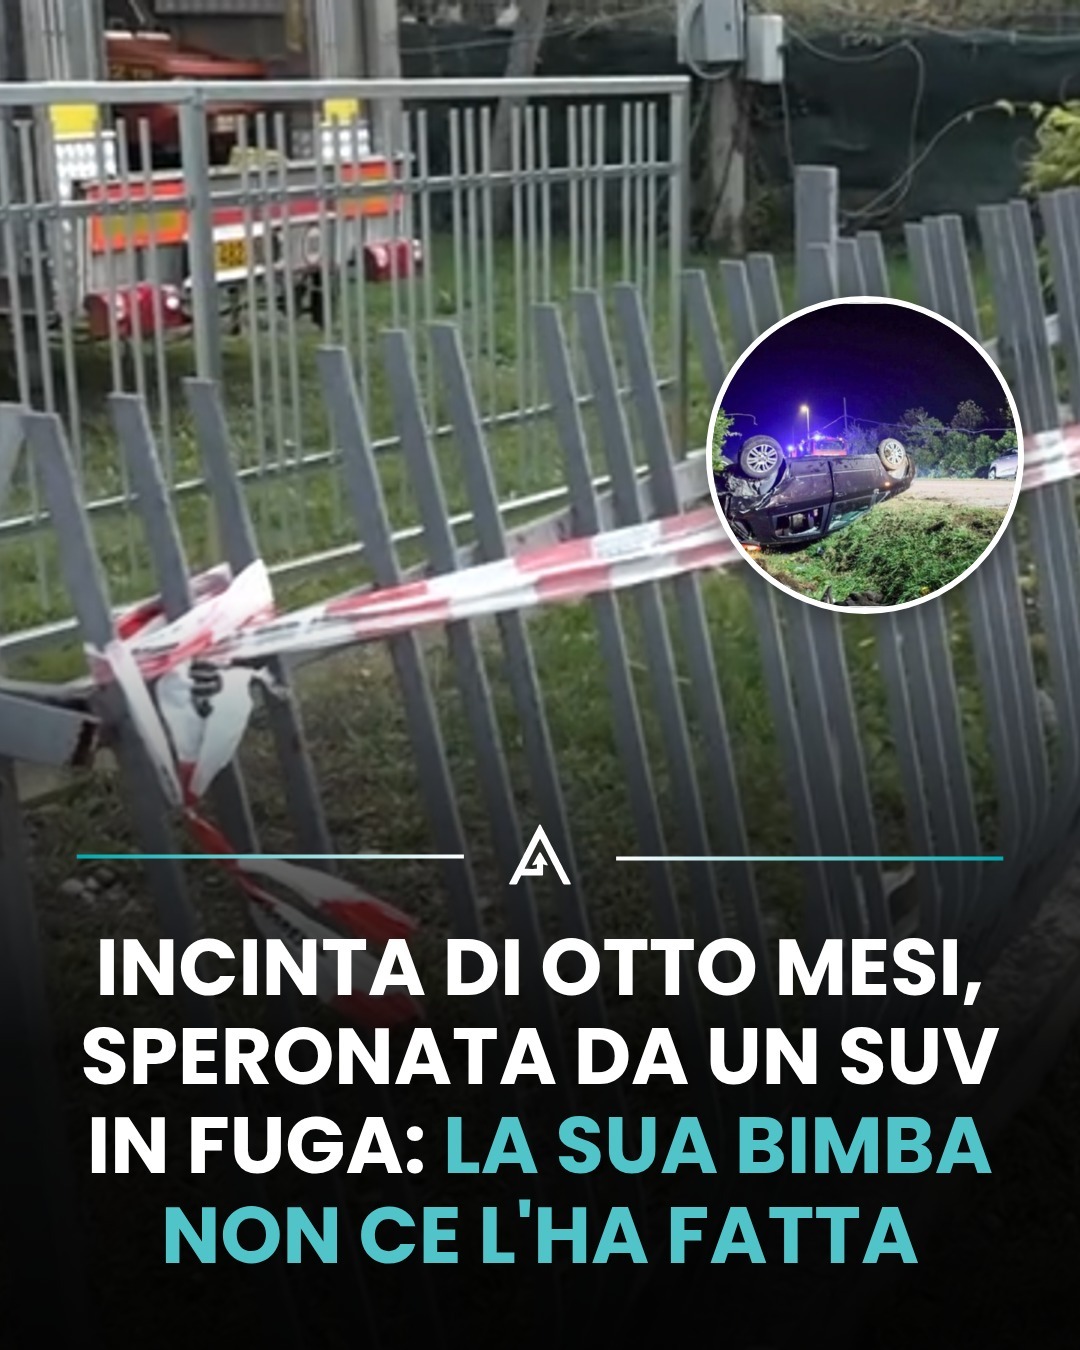 INCINTA DI OTTO MESI,
SPERONATA DA UN SUV
IN FUGA: LA SUA BIMBA
NON CE L'HA FATTA